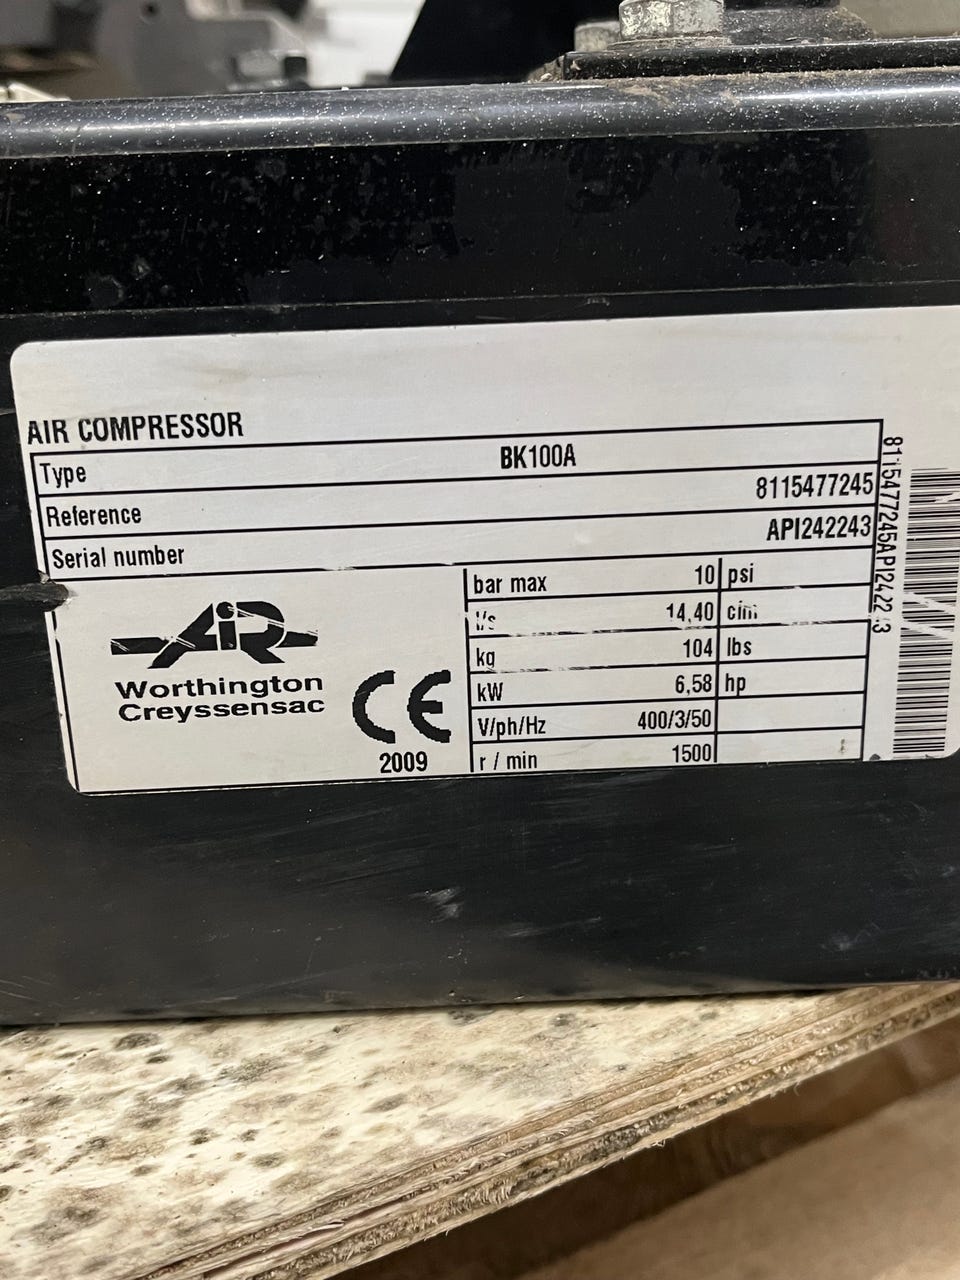 AIR COMPRESSOR
Type BK100A
Reference 8115477245
Serial number API242243
bar max 10 psi
l/s 14,40 cfm
kg 104 lbs
kW 6,58 hp
V/ph/Hz 400/3/50
r / min 1500
AiR
Worthington
Creyssensac
CE
2009
8115477245API242243